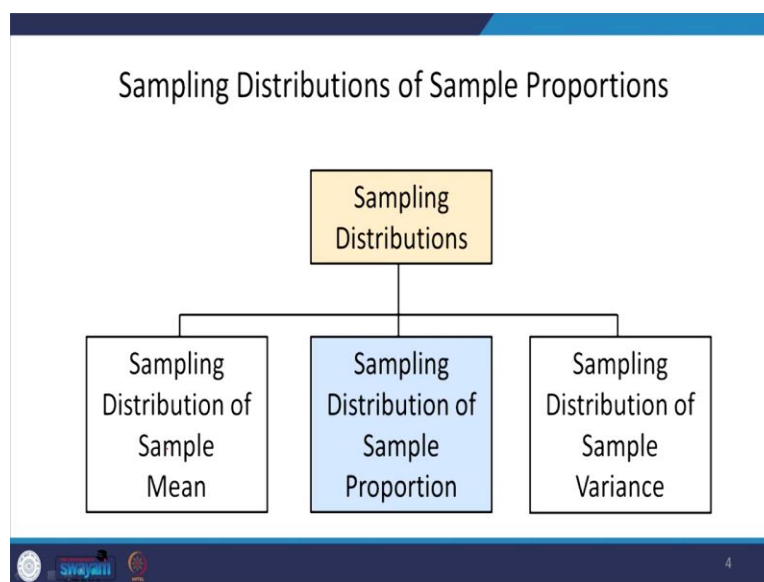 Sampling Distributions of Sample Proportions
Sampling
Distributions
Sampling
Distribution of
Sample
Mean
Sampling
Distribution of
Sample
Proportion
Sampling
Distribution of
Sample
Variance
swayam
4